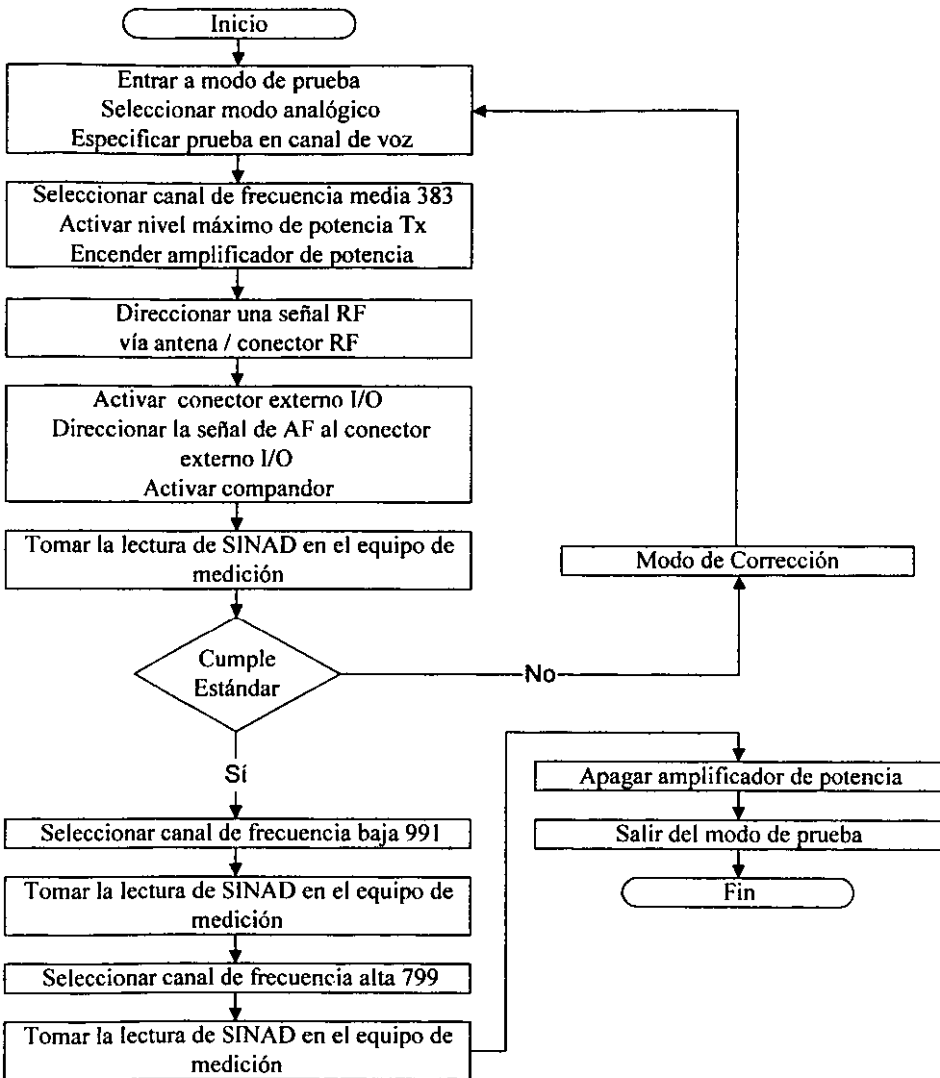 Inicio
Entrar a modo de prueba
Seleccionar modo analógico
Especificar prueba en canal de voz
Seleccionar canal de frecuencia media 383
Activar nivel máximo de potencia Tx
Encender amplificador de potencia
Direccionar una señal RF
vía antena / conector RF
Activar conector externo I/O
Direccionar la señal de AF al conector
externo I/O
Activar compandor
Tomar la lectura de SINAD en el equipo de
medición
Modo de Corrección
Cumple
Estándar
No
Sí
Seleccionar canal de frecuencia baja 991
Tomar la lectura de SINAD en el equipo de
medición
Seleccionar canal de frecuencia alta 799
Tomar la lectura de SINAD en el equipo de
medición
Apagar amplificador de potencia
Salir del modo de prueba
Fin